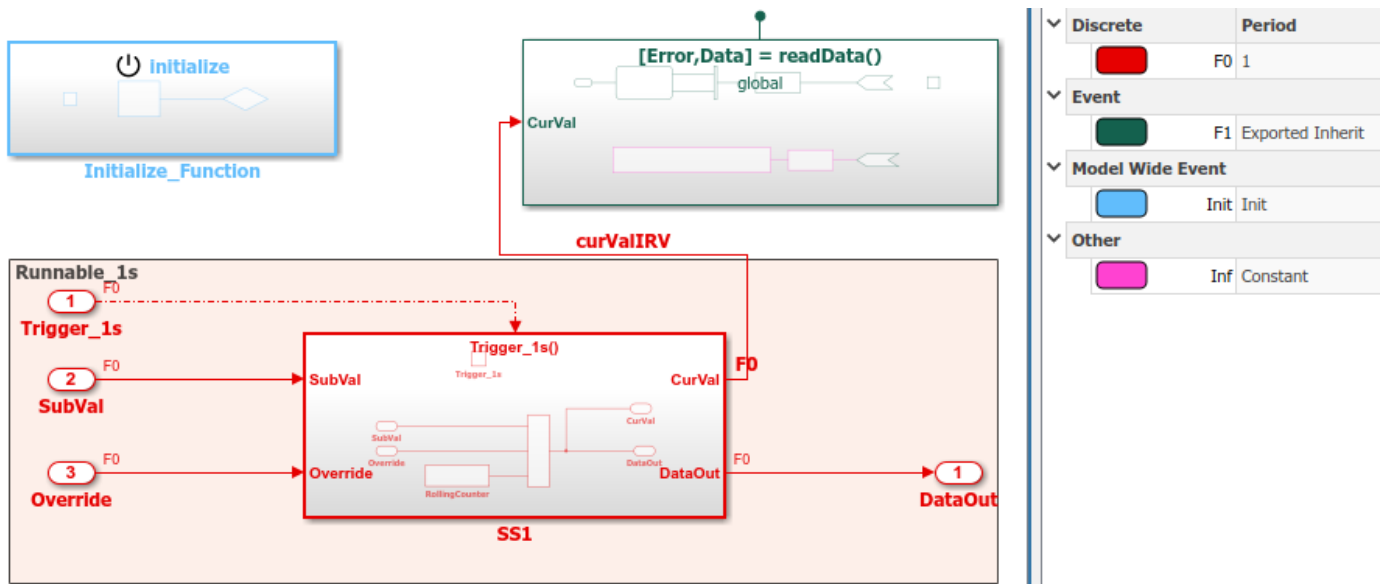 initialize
Initialize_Function
[Error,Data] = readData()
global
CurVal
curValIRV
Runnable_1s
1
F0
Trigger_1s
2
F0
SubVal
3
F0
Override
Trigger_1s()
Trigger_1s
SubVal
CurVal
F0
SubVal
CurVal
Override
DataOut
RollingCounter
Override
DataOut
F0
SS1
1
DataOut
Discrete Period
F0 1
Event
F1 Exported Inherit
Model Wide Event
Init Init
Other
Inf Constant